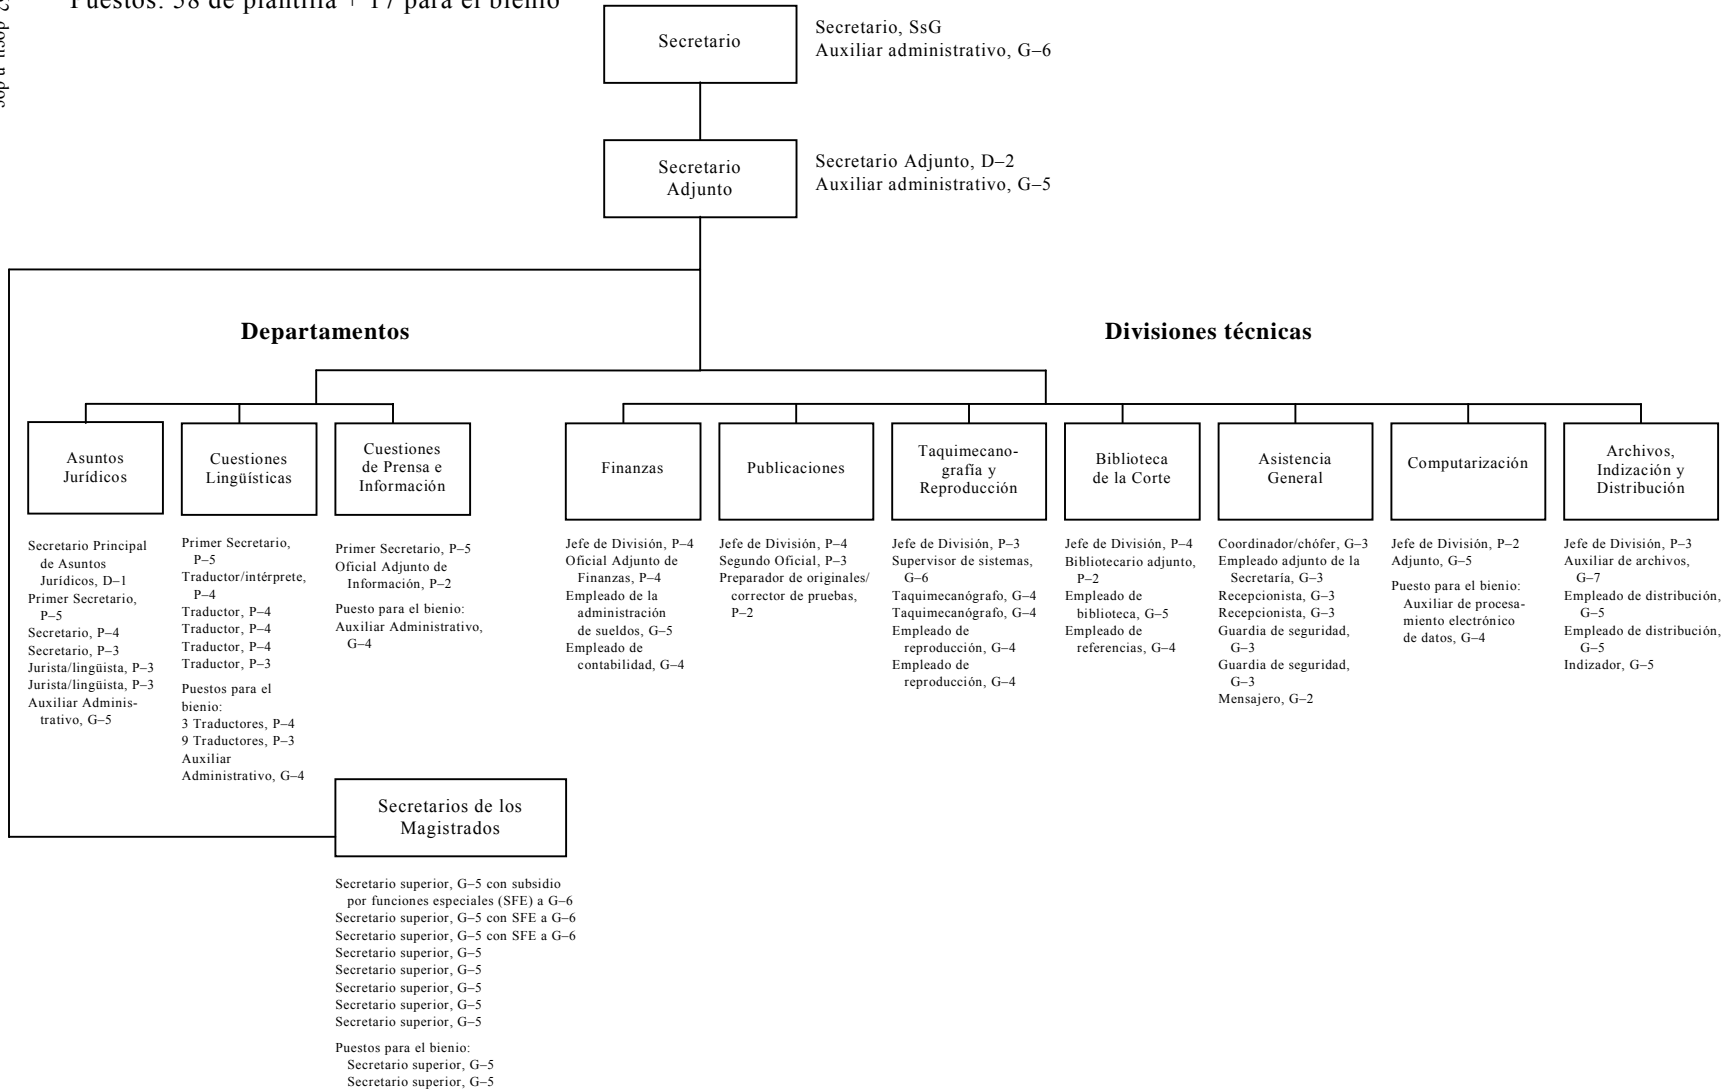 Puestos: 58 de plantilla + 17 para el bienio
Secretario
Secretario, SsG
Auxiliar administrativo, G–6
Secretario
Adjunto
Secretario Adjunto, D–2
Auxiliar administrativo, G–5
Departamentos
Divisiones técnicas
Asuntos
Jurídicos
Secretario Principal
de Asuntos
Jurídicos, D–1
Primer Secretario,
P–5
Secretario, P–4
Secretario, P–3
Jurista/lingüista, P–3
Jurista/lingüista, P–3
Auxiliar Adminis-
trativo, G–5
Cuestiones
Lingüísticas
Primer Secretario,
P–5
Traductor/intérprete,
P–4
Traductor, P–4
Traductor, P–4
Traductor, P–4
Traductor, P–3
Puestos para el
bienio:
3 Traductores, P–4
9 Traductores, P–3
Auxiliar
Administrativo, G–4
Cuestiones
de Prensa e
Información
Primer Secretario, P–5
Oficial Adjunto de
Información, P–2
Puesto para el bienio:
Auxiliar Administrativo,
G–4
Finanzas
Jefe de División, P–4
Oficial Adjunto de
Finanzas, P–4
Empleado de la
administración
de sueldos, G–5
Empleado de
contabilidad, G–4
Publicaciones
Jefe de División, P–4
Segundo Oficial, P–3
Preparador de originales/
corrector de pruebas,
P–2
Taquimecano-
grafía y
Reproducción
Jefe de División, P–3
Supervisor de sistemas,
G–6
Taquimecanógrafo, G–4
Taquimecanógrafo, G–4
Empleado de
reproducción, G–4
Empleado de
reproducción, G–4
Biblioteca
de la Corte
Jefe de División, P–4
Bibliotecario adjunto,
P–2
Empleado de
biblioteca, G–5
Empleado de
referencias, G–4
Asistencia
General
Coordinador/chófer, G–3
Empleado adjunto de la
Secretaría, G–3
Recepcionista, G–3
Recepcionista, G–3
Guardia de seguridad,
G–3
Guardia de seguridad,
G–3
Mensajero, G–2
Computarización
Jefe de División, P–2
Adjunto, G–5
Puesto para el bienio:
Auxiliar de procesa-
miento electrónico
de datos, G–4
Archivos,
Indización y
Distribución
Jefe de División, P–3
Auxiliar de archivos,
G–7
Empleado de distribución,
G–5
Empleado de distribución,
G–5
Indizador, G–5
Secretarios de los
Magistrados
Secretario superior, G–5 con subsidio
por funciones especiales (SFE) a G–6
Secretario superior, G–5 con SFE a G–6
Secretario superior, G–5 con SFE a G–6
Secretario superior, G–5
Secretario superior, G–5
Secretario superior, G–5
Secretario superior, G–5
Secretario superior, G–5
Puestos para el bienio:
Secretario superior, G–5
Secretario superior, G–5